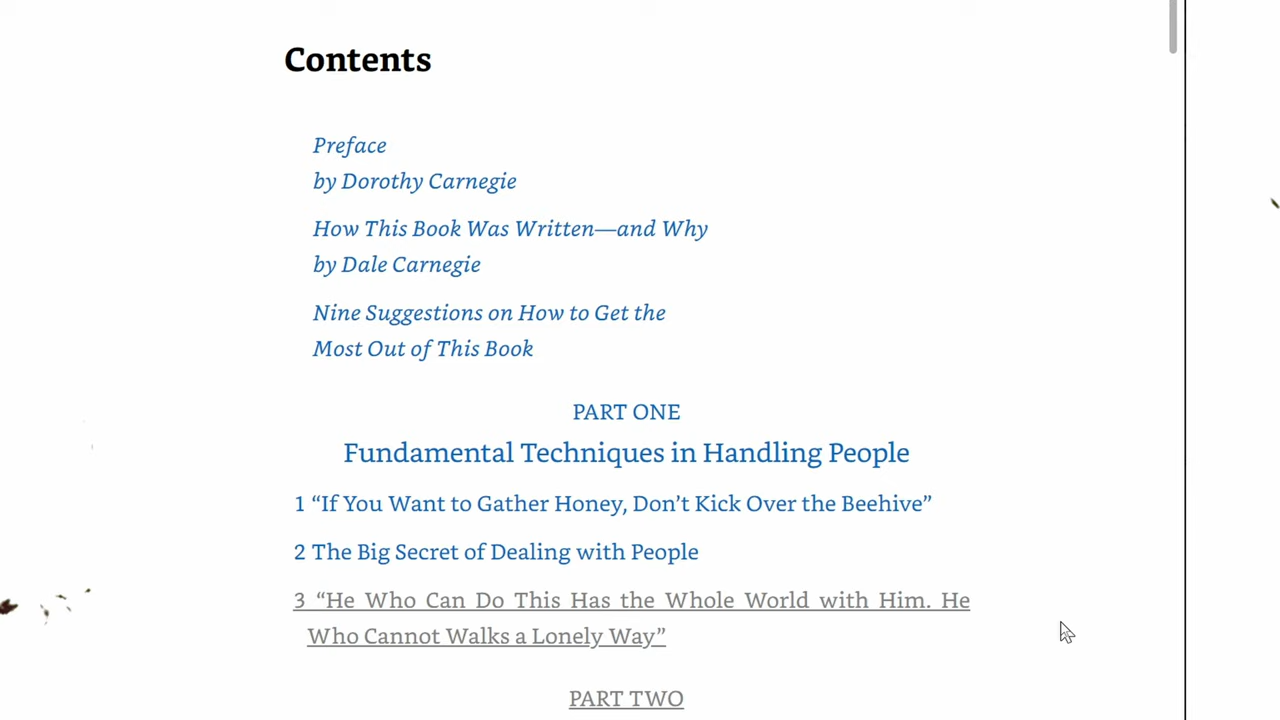 Contents
Preface
by Dorothy Carnegie
How This Book Was Written—and Why
by Dale Carnegie
Nine Suggestions on How to Get the
Most Out of This Book
PART ONE
Fundamental Techniques in Handling People
1 “If You Want to Gather Honey, Don’t Kick Over the Beehive”
2 The Big Secret of Dealing with People
3 “He Who Can Do This Has the Whole World with Him. He
Who Cannot Walks a Lonely Way”
PART TWO